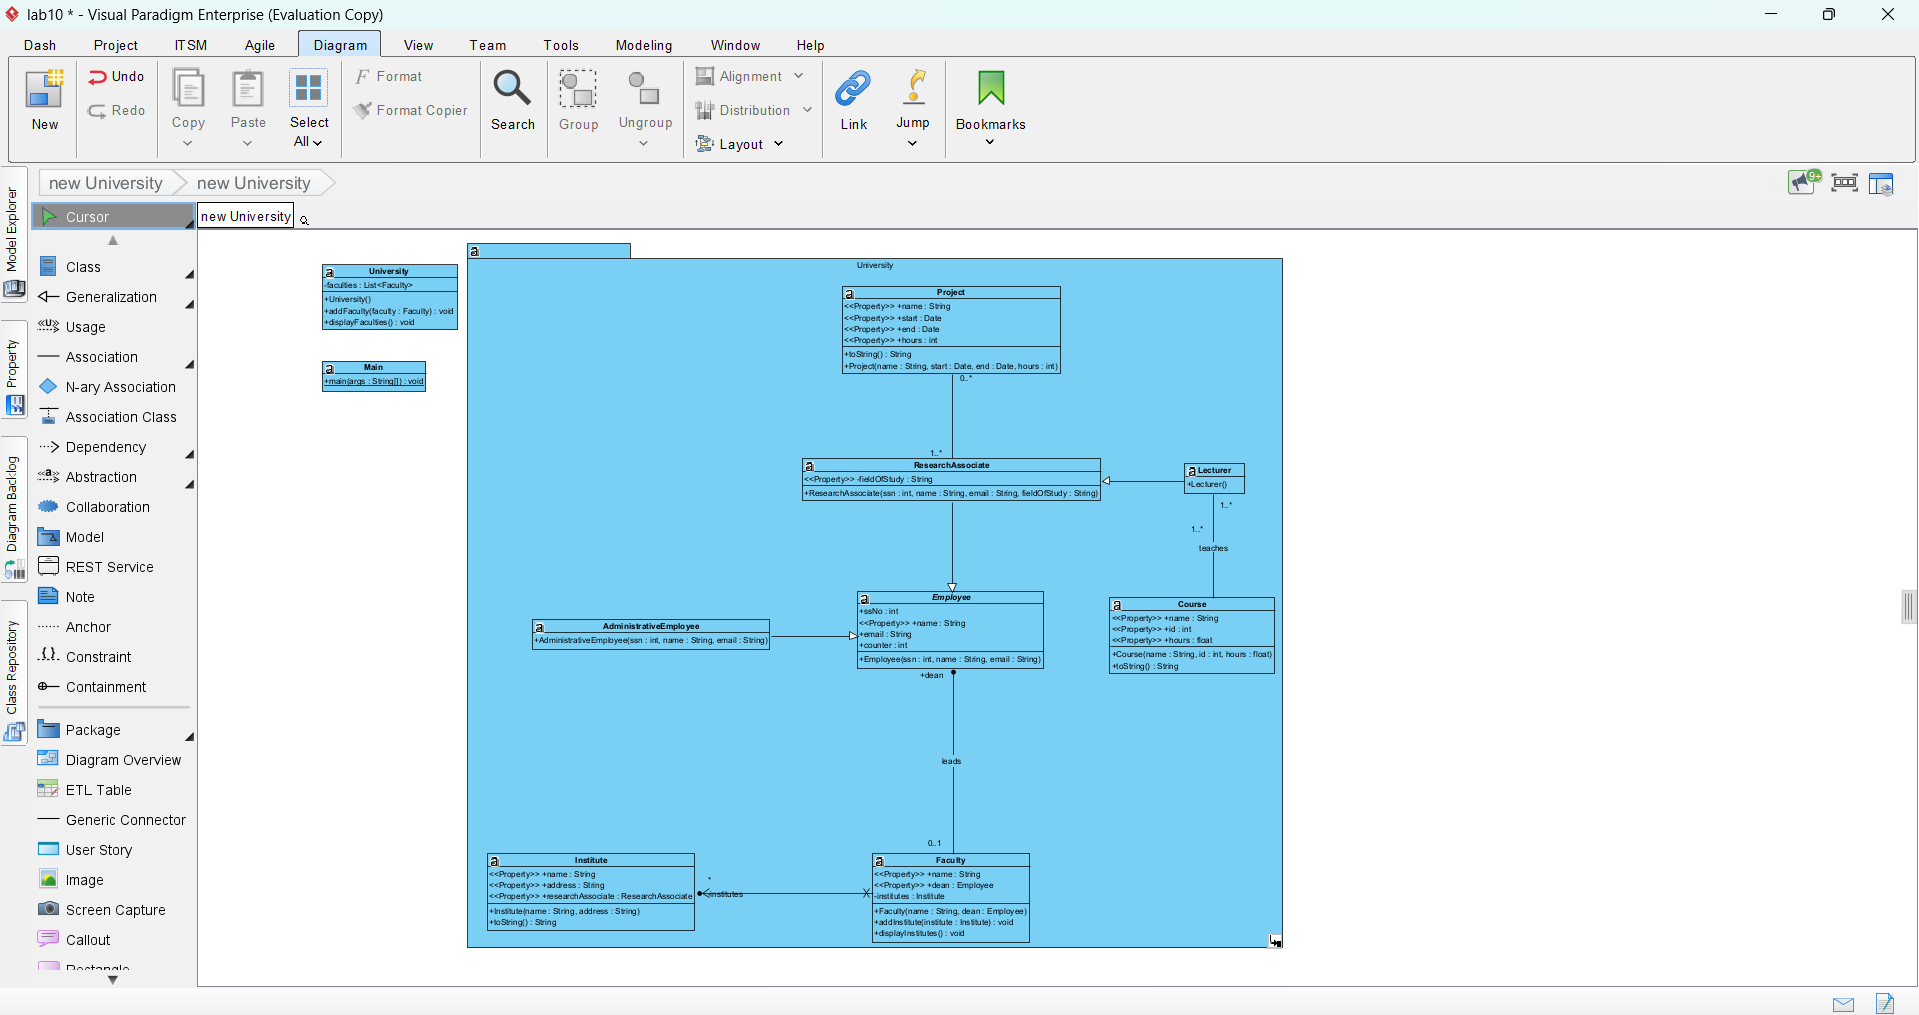 lab10 * - Visual Paradigm Enterprise (Evaluation Copy)
Dash Project ITSM Agile Diagram View Team Tools Modeling Window Help
New
Undo
Redo
Copy
Paste
Select
All
Format
Format Copier
Search
Group
Ungroup
Alignment
Distribution
Layout
Link
Jump
Bookmarks
new University
new University
9+
Model Explorer
Property
Diagram Backlog
Class Repository
Cursor
new University
Class
Generalization
Usage
Association
N-ary Association
Association Class
Dependency
Abstraction
Collaboration
Model
REST Service
Note
Anchor
Constraint
Containment
Package
Diagram Overview
ETL Table
Generic Connector
User Story
Image
Screen Capture
Callout
Rectangle
University
-faculties : List<Faculty>
+University()
+addFaculty(faculty : Faculty) : void
+displayFaculties() : void
Main
+main(args : String[]) : void
University
Project
<<Property>> +name : String
<<Property>> +start : Date
<<Property>> +end : Date
<<Property>> +hours : int
+toString() : String
+Project(name : String, start : Date, end : Date, hours : int)
0..*
1..*
ResearchAssociate
<<Property>> -fieldOfStudy : String
+ResearchAssociate(ssn : int, name : String, email : String, fieldOfStudy : String)
Lecturer
+Lecturer()
1..*
1..*
teaches
Employee
+ssNo : int
<<Property>> +name : String
+email : String
+counter : int
+Employee(ssn : int, name : String, email : String)
AdministrativeEmployee
+AdministrativeEmployee(ssn : int, name : String, email : String)
Course
<<Property>> +name : String
<<Property>> +id : int
<<Property>> +hours : float
+Course(name : String, id : int, hours : float)
+toString() : String
+dean
leads
0..1
Institute
<<Property>> +name : String
<<Property>> +address : String
<<Property>> +researchAssociate : ResearchAssociate
+Institute(name : String, address : String)
+toString() : String
*
-institutes
Faculty
<<Property>> +name : String
<<Property>> +dean : Employee
-institutes : Institute
+Faculty(name : String, dean : Employee)
+addInstitute(institute : Institute) : void
+displayInstitutes() : void